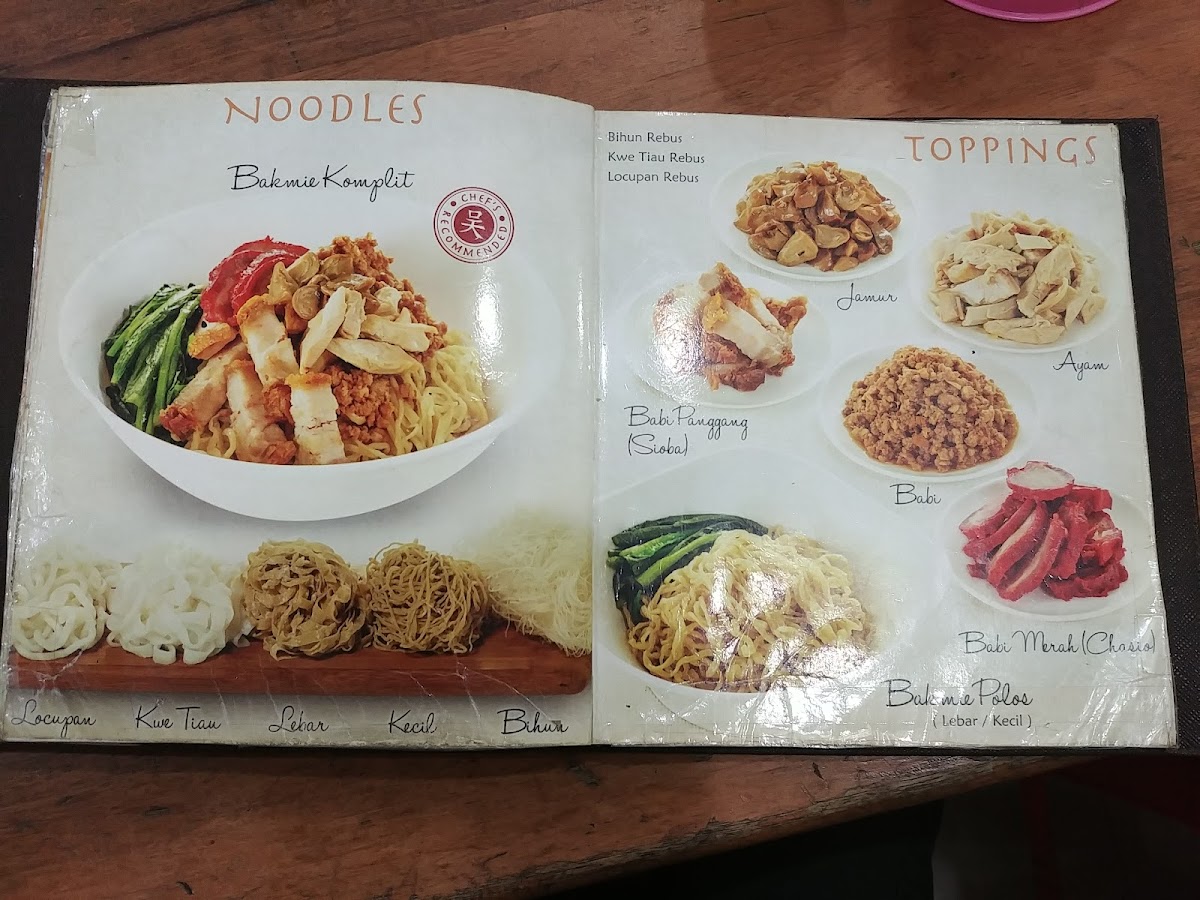 NOODLES
Bakmie Komplit
CHEF'S
吴
RECOMMENDED
Locupan
Kwe Tiau
Lebar
Kecil
Bihun
Bihun Rebus
Kwe Tiau Rebus
Locupan Rebus
TOPPINGS
Jamur
Ayam
Babi Panggang
(Sioba)
Babi
Babi Merah (Chasio)
Bakmie Polos
( Lebar / Kecil )